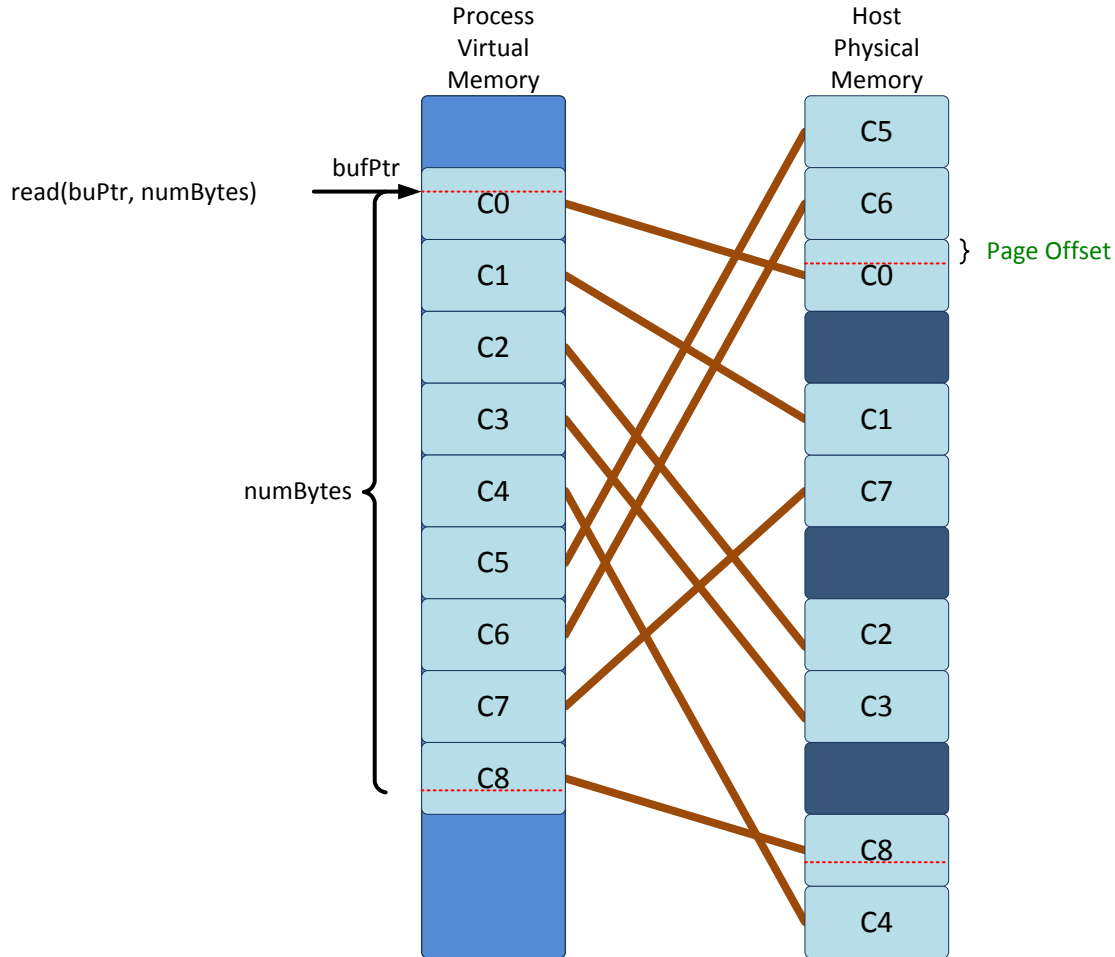 Process
Virtual
Memory
Host
Physical
Memory
read(buPtr, numBytes)
bufPtr
numBytes
C0
C1
C2
C3
C4
C5
C6
C7
C8
C5
C6
C0
} Page Offset
C1
C7
C2
C3
C8
C4